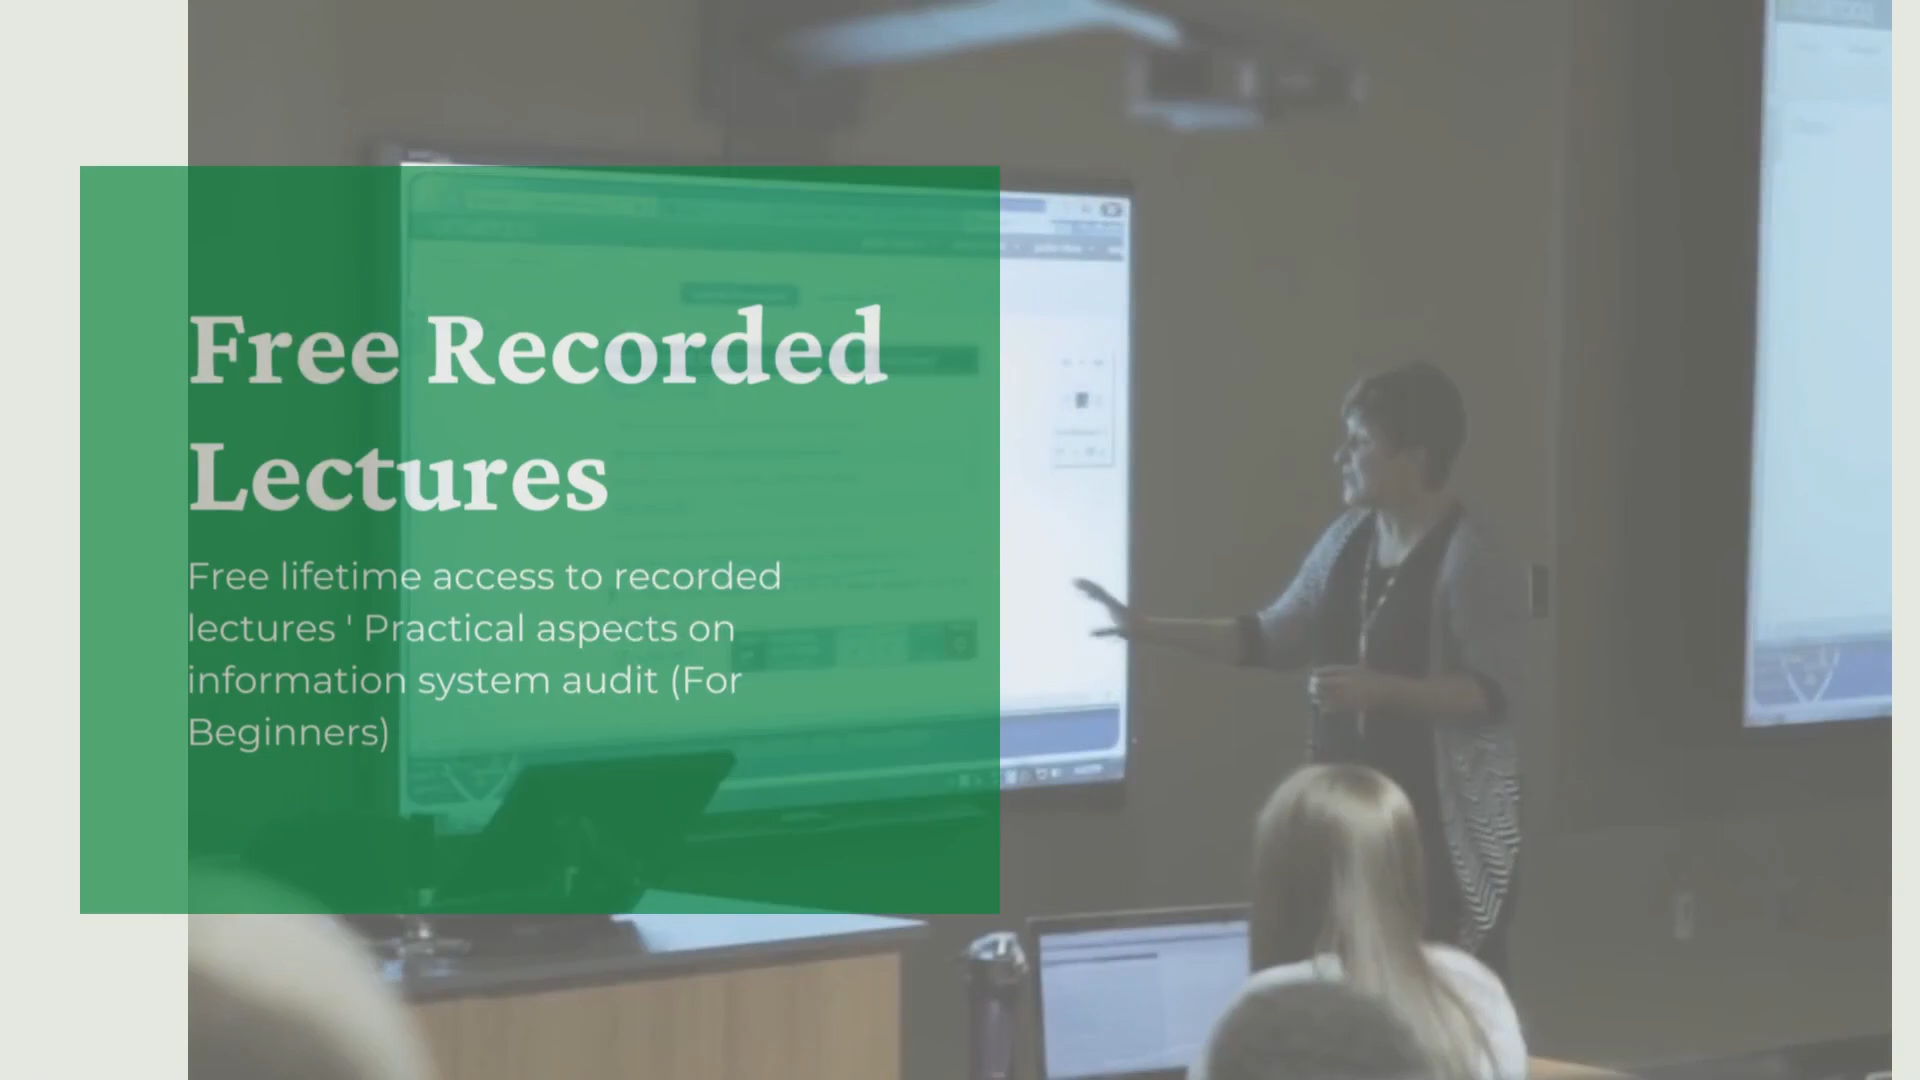 Free Recorded
Lectures
Free lifetime access to recorded
lectures ' Practical aspects on
information system audit (For
Beginners)